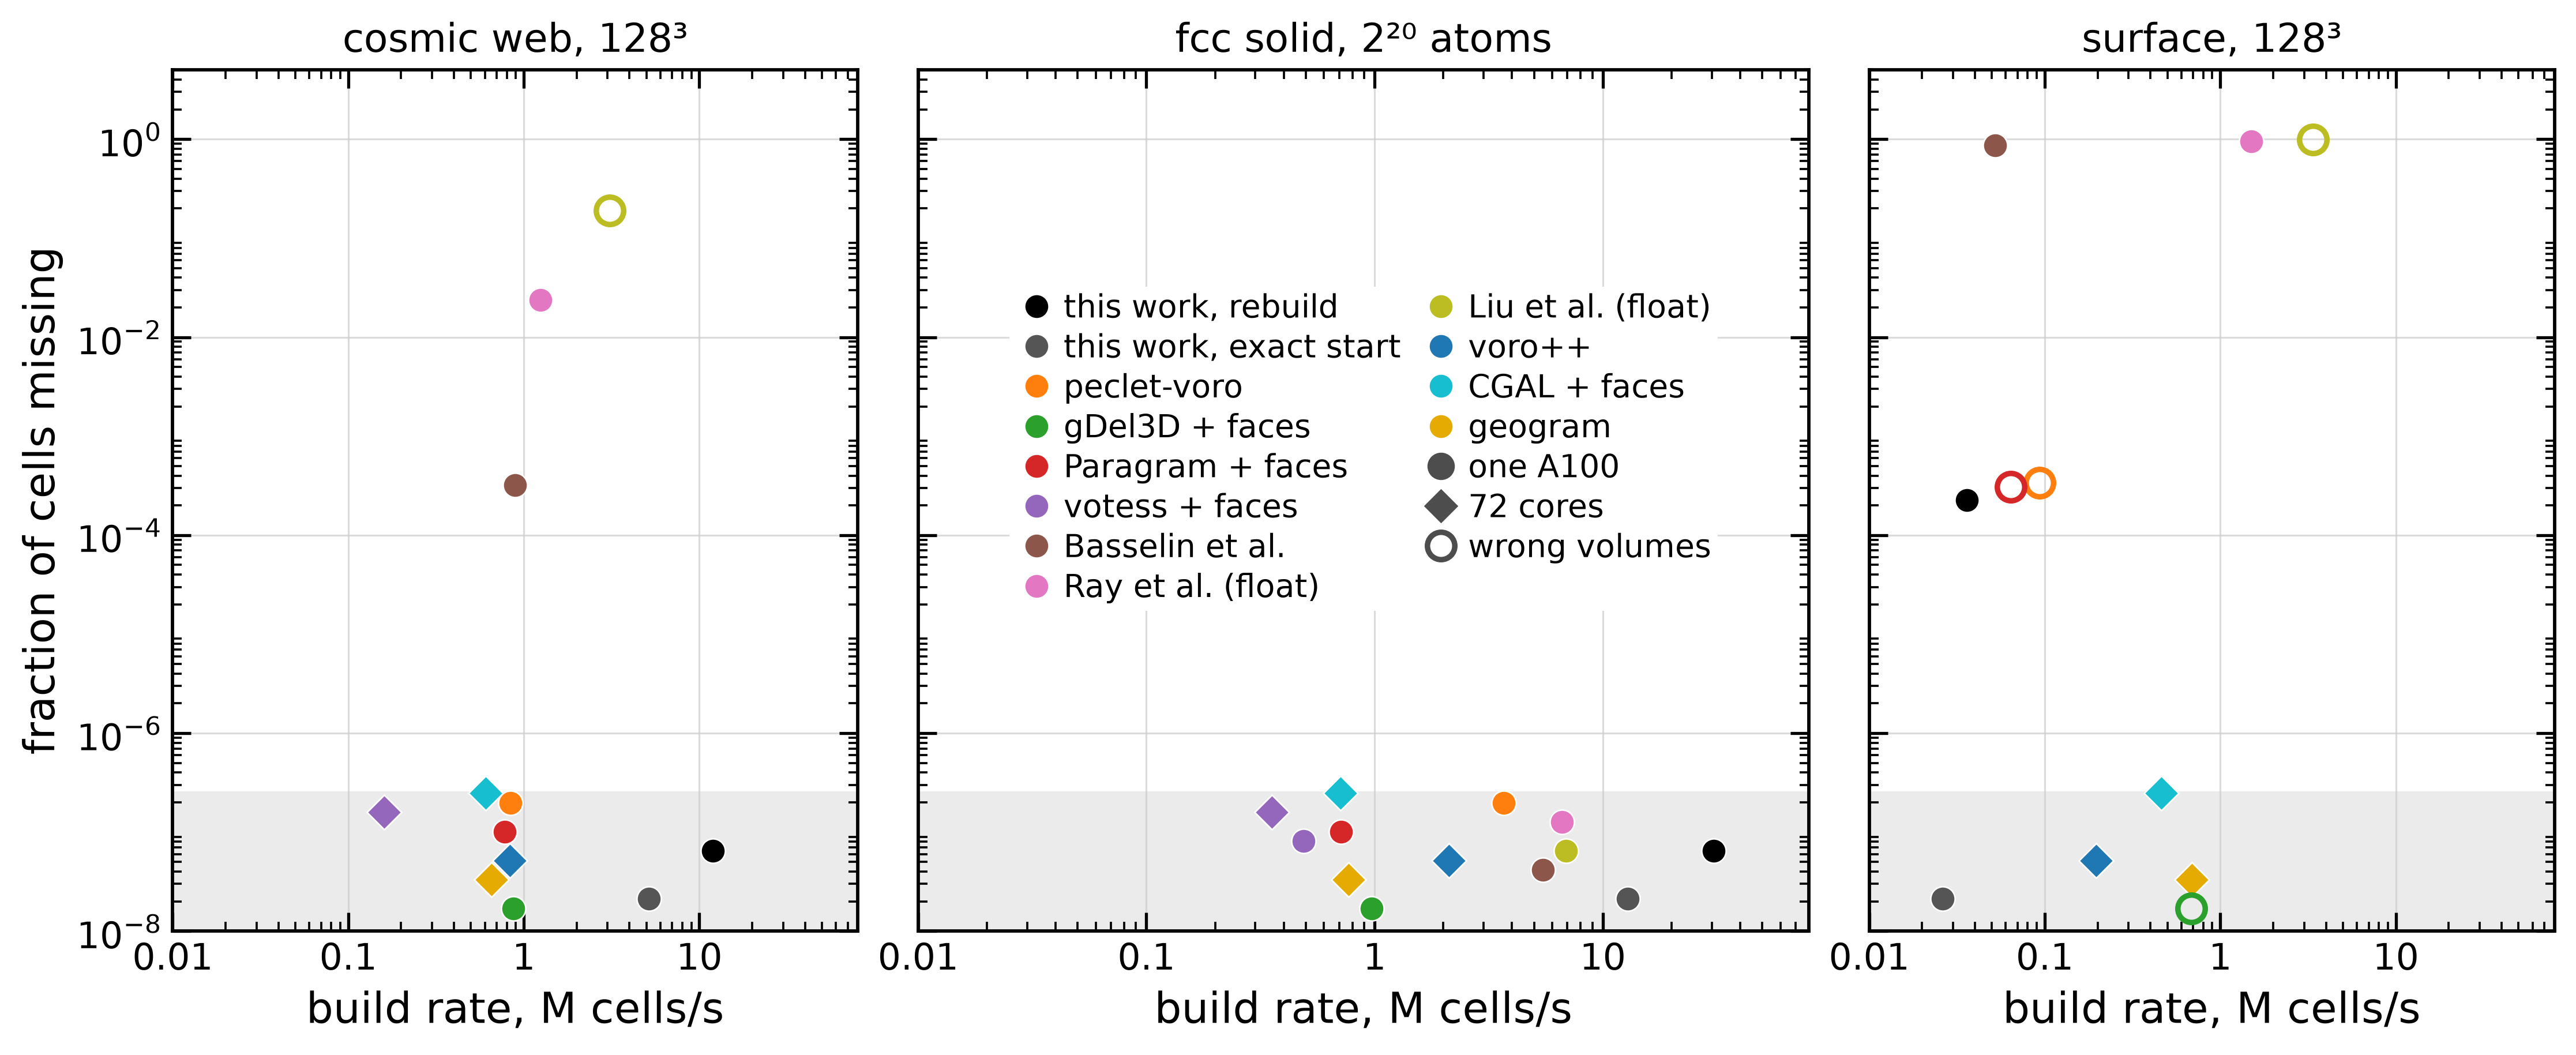 cosmic web, 128³
fcc solid, 2²⁰ atoms
surface, 128³
fraction of cells missing
10⁰
10⁻²
10⁻⁴
10⁻⁶
10⁻⁸
this work, rebuild
this work, exact start
peclet-voro
gDel3D + faces
Paragram + faces
votess + faces
Basselin et al.
Ray et al. (float)
Liu et al. (float)
voro++
CGAL + faces
geogram
one A100
72 cores
wrong volumes
0.01 0.1 1 10
0.01 0.1 1 10
0.01 0.1 1 10
build rate, M cells/s
build rate, M cells/s
build rate, M cells/s